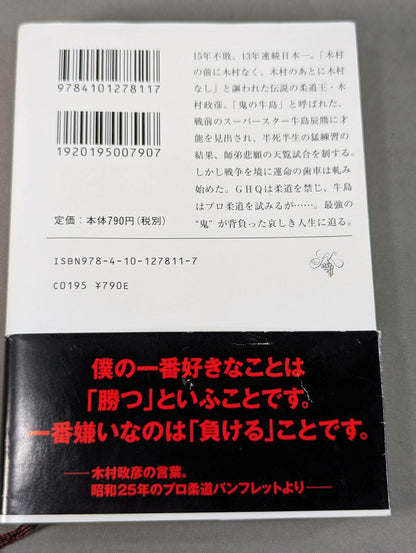 9784101278117
1920195007907
定価：本体790円(税別)
15年不敗、13年連続日本一。「木村
の前に木村なく、木村のあとに木村
なし」と謳われた伝説の柔道王・木
村政彦。「鬼の牛島」と呼ばれた、
戦前のスーパースター牛島辰熊に才
能を見出され、半死半生の猛練習の
結果、師弟悲願の天覧試合を制する。
しかし戦争を境に運命の歯車は軋み
始めた。ＧＨＱは柔道を禁じ、牛島
はプロ柔道を試みるが……。最強の
“鬼”が背負った哀しき人生に迫る。
ISBN978-4-10-127811-7
C0195 ¥790E
僕の一番好きなことは
「勝つ」といふことです。
一番嫌いなのは「負ける」ことです。
──木村政彦の言葉。
昭和25年のプロ柔道パンフレットより──